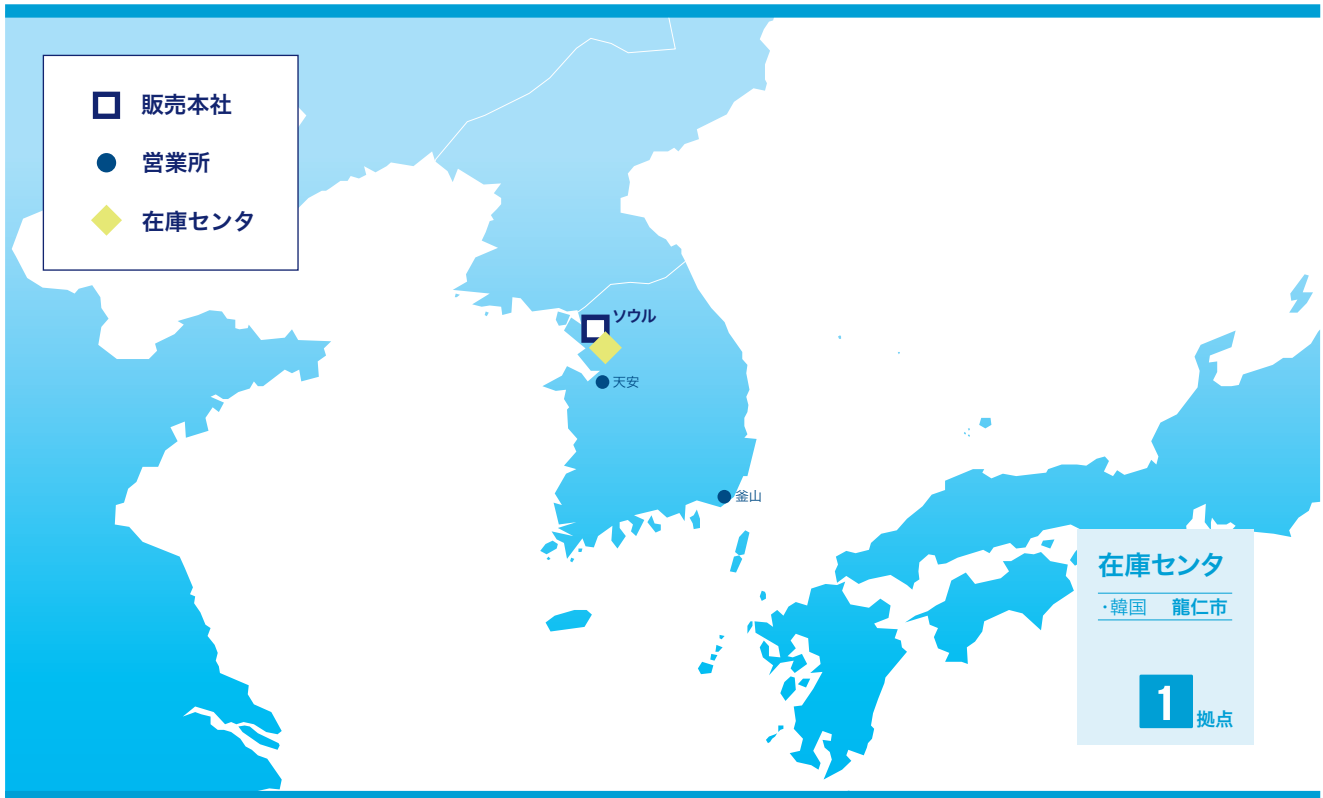 販売本社
営業所
在庫センタ
ソウル
天安
釜山
在庫センタ
・韓国 龍仁市
1拠点